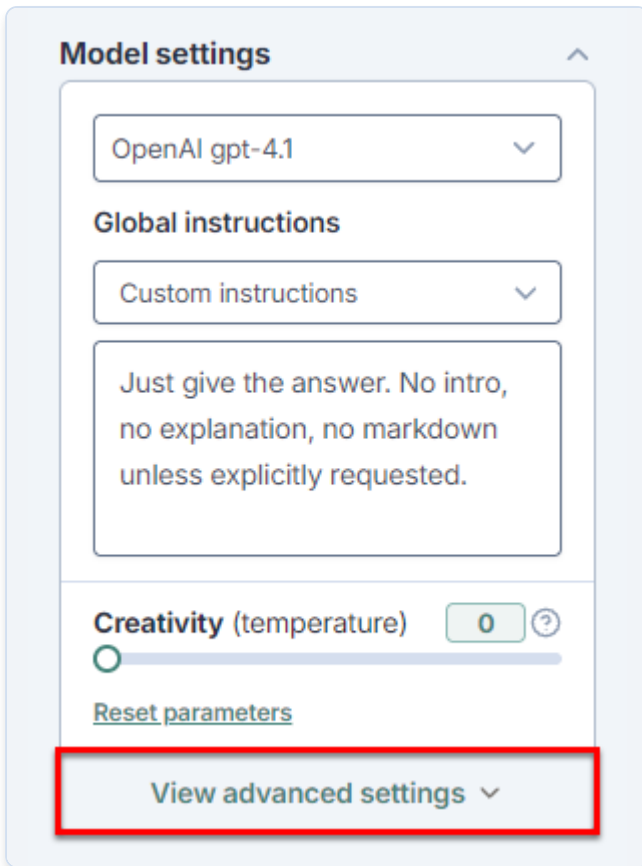 Model settings
OpenAI gpt-4.1
Global instructions
Custom instructions
Just give the answer. No intro,
no explanation, no markdown
unless explicitly requested.
Creativity (temperature) 0 ?
Reset parameters
View advanced settings